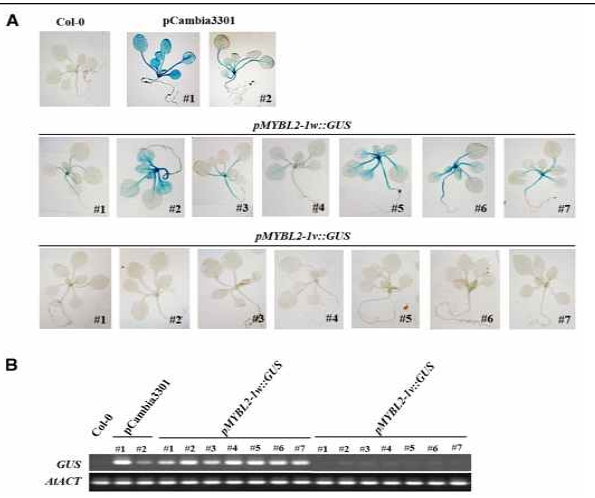 A
Col-0 pCambia3301
#1 #2
pMYBL2-1w::GUS
#1 #2 #3 #4 #5 #6 #7
pMYBL2-1v::GUS
#1 #2 #3 #4 #5 #6 #7
B
Col-0 pCambia3301 pMYBL2-1w::GUS pMYBL2-1v::GUS
#1 #2 #1 #2 #3 #4 #5 #6 #7 #1 #2 #3 #4 #5 #6 #7
GUS
AtACT